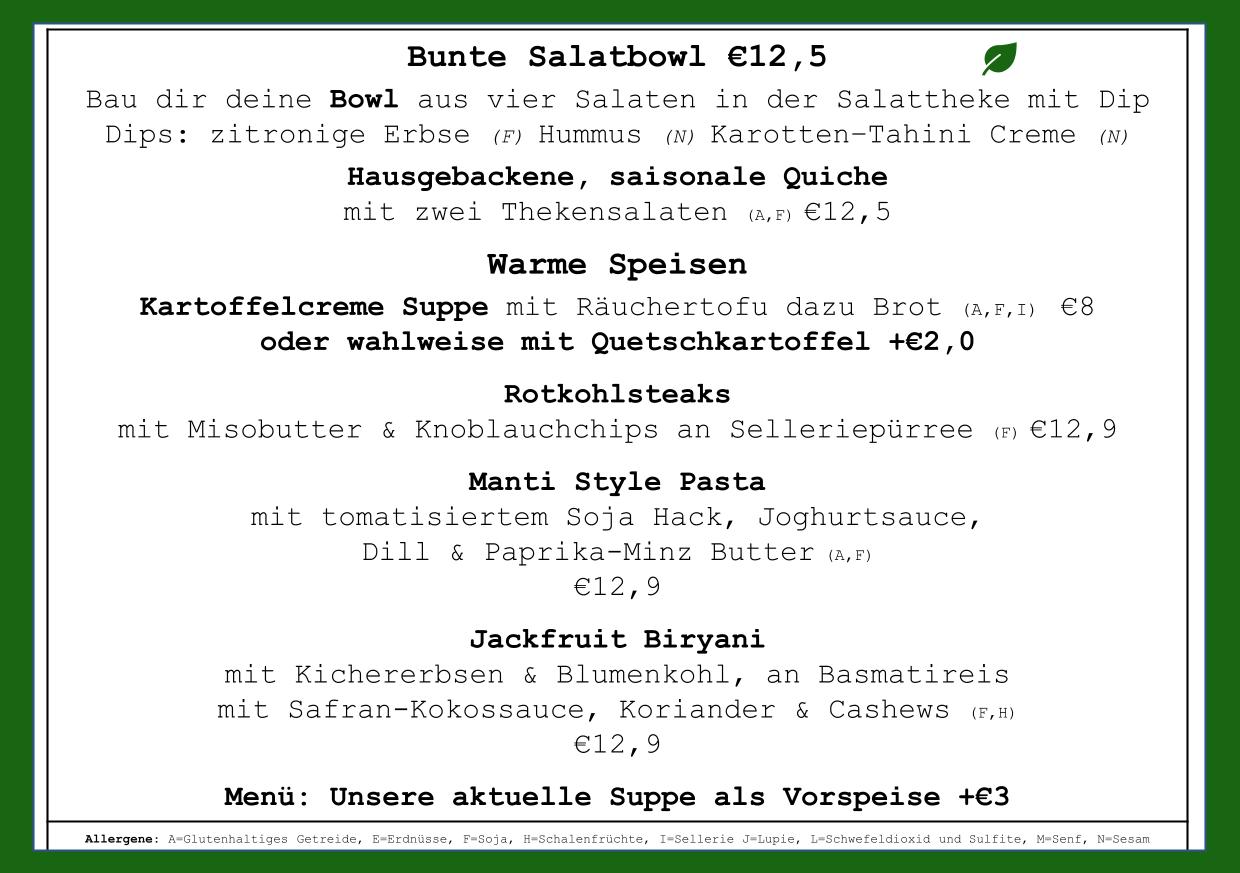 Bunte Salatbowl €12,5
Bau dir deine Bowl aus vier Salaten in der Salattheke mit Dip
Dips: zitronige Erbse (F) Hummus (N) Karotten-Tahini Creme (N)
Hausgebackene, saisonale Quiche
mit zwei Thekensalaten (A,F) €12,5
Warme Speisen
Kartoffelcreme Suppe mit Räuchertofu dazu Brot (A,F,I) €8
oder wahlweise mit Quetschkartoffel +€2,0
Rotkohlsteaks
mit Misobutter & Knoblauchchips an Selleriepürree (F) €12,9
Manti Style Pasta
mit tomatisiertem Soja Hack, Joghurtsauce,
Dill & Paprika-Minz Butter (A,F)
€12,9
Jackfruit Biryani
mit Kichererbsen & Blumenkohl, an Basmatireis
mit Safran-Kokossauce, Koriander & Cashews (F,H)
€12,9
Menü: Unsere aktuelle Suppe als Vorspeise +€3
Allergene: A=Glutenhaltiges Getreide, E=Erdnüsse, F=Soja, H=Schalenfrüchte, I=Sellerie J=Lupie, L=Schwefeldioxid und Sulfite, M=Senf, N=Sesam